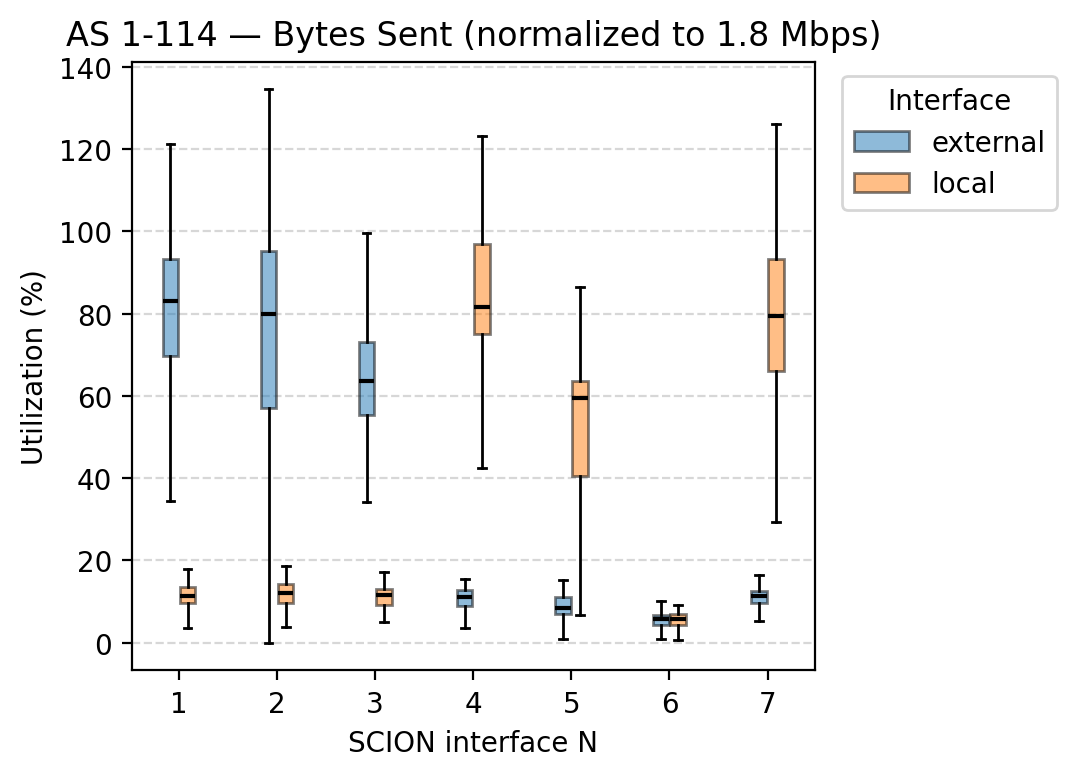 AS 1-114 — Bytes Sent (normalized to 1.8 Mbps)
Interface
external
local
Utilization (%)
140
120
100
80
60
40
20
0
1 2 3 4 5 6 7
SCION interface N